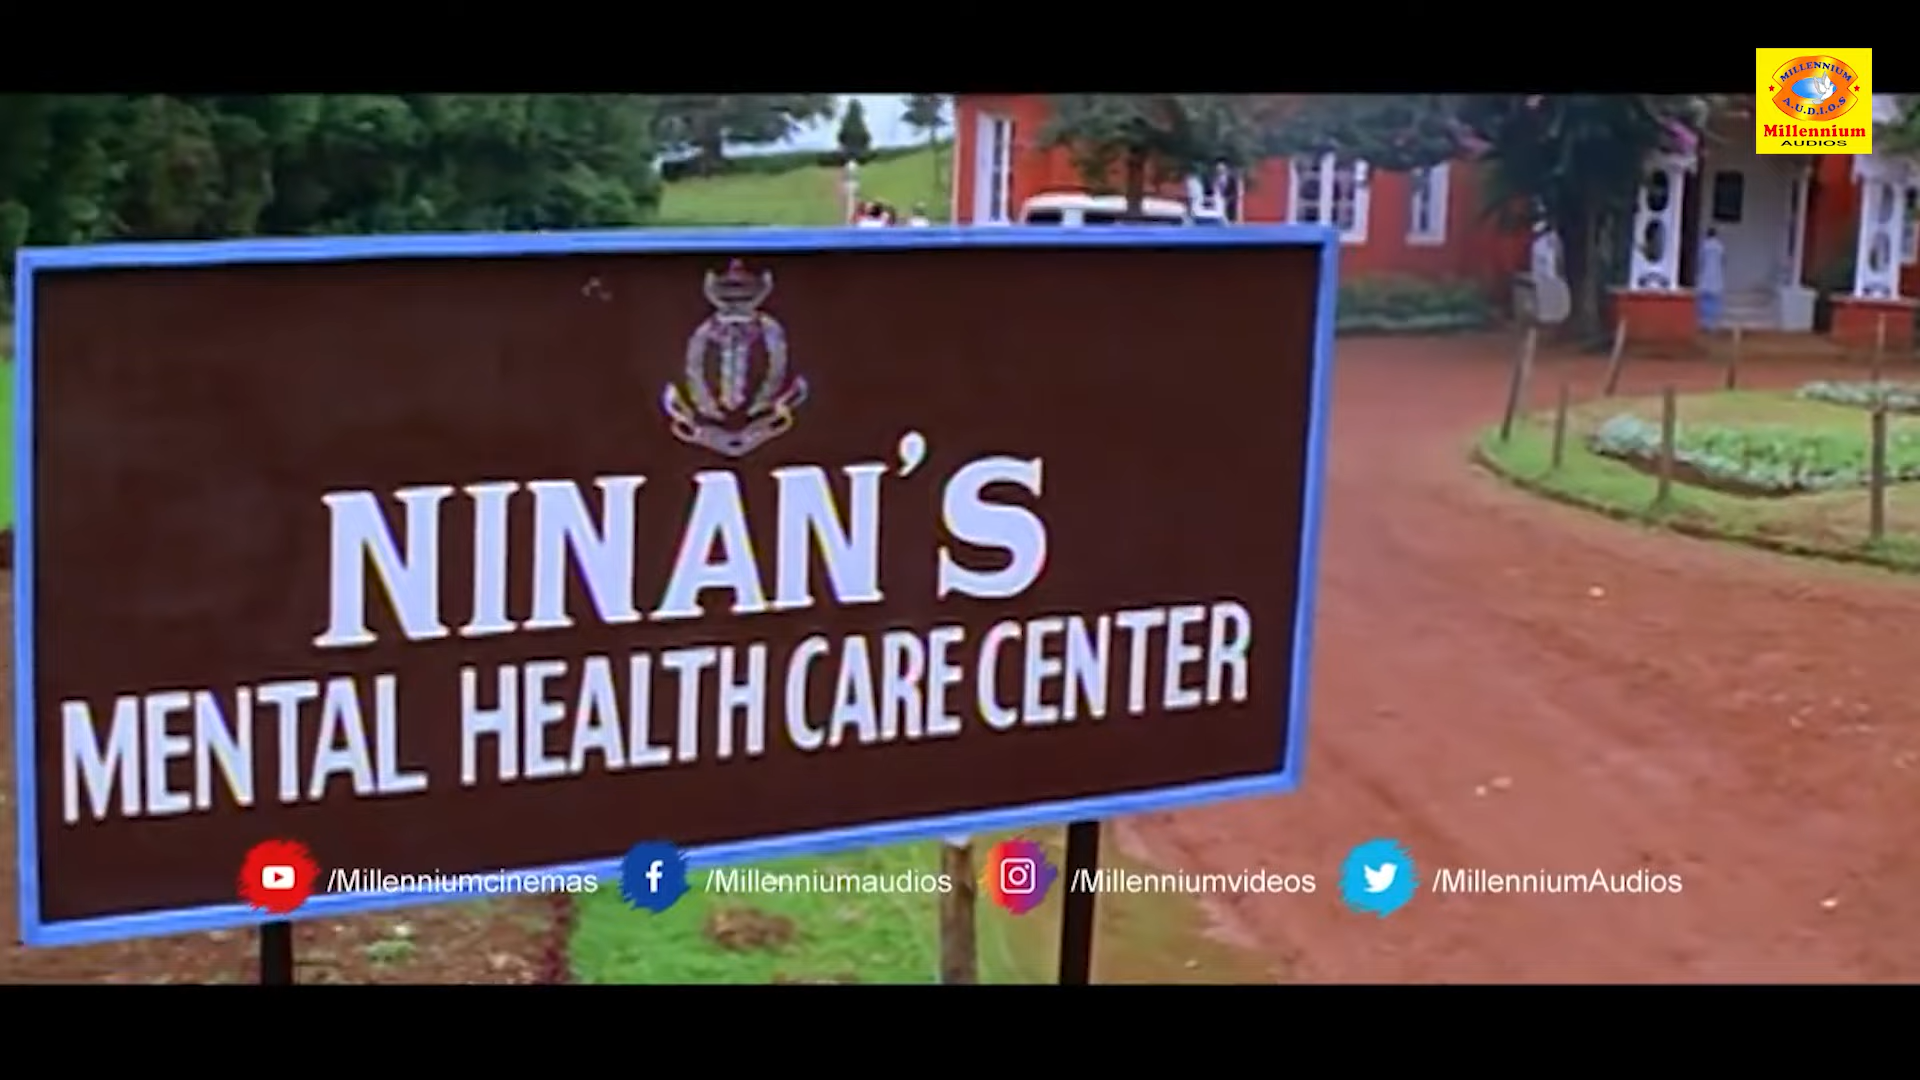 MILLENNIUM
A.U.D.I.O.S
Millennium
AUDIOS
NINAN'S
MENTAL HEALTH CARE CENTER
/Millenniumcinemas /Millenniumaudios /Millenniumvideos /MillenniumAudios